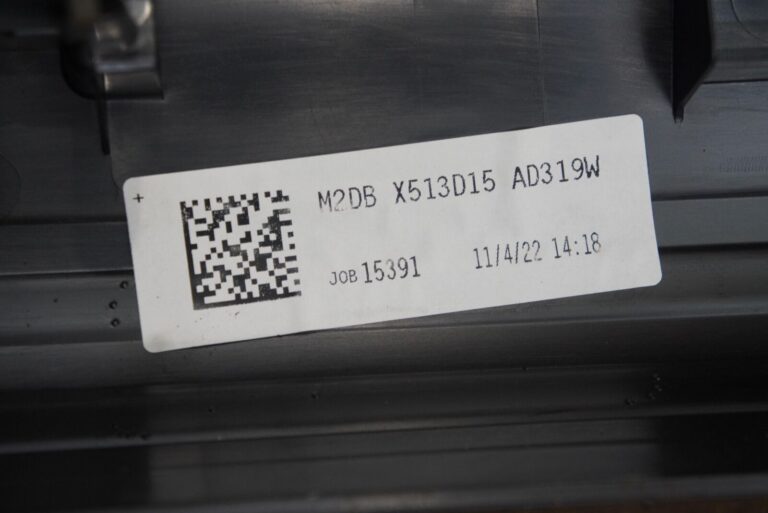 +
M2DB X513D15 AD319W
JOB 15391 11/4/22 14:18